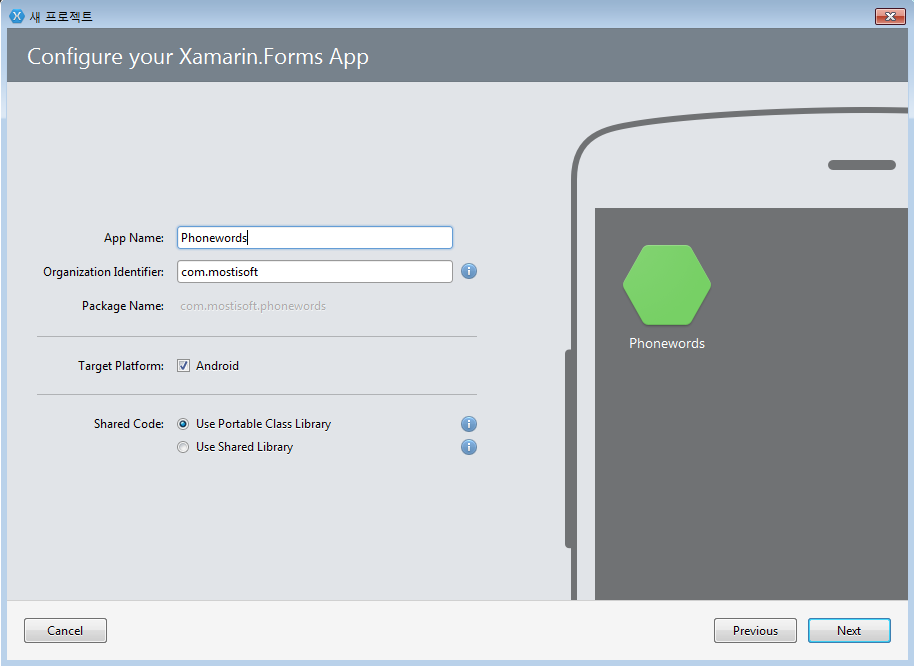 새 프로젝트
Configure your Xamarin.Forms App
App Name: Phonewords
Organization Identifier: com.mostisoft
Package Name: com.mostisoft.phonewords
Target Platform: Android
Shared Code: Use Portable Class Library
Use Shared Library
Phonewords
Cancel Previous Next